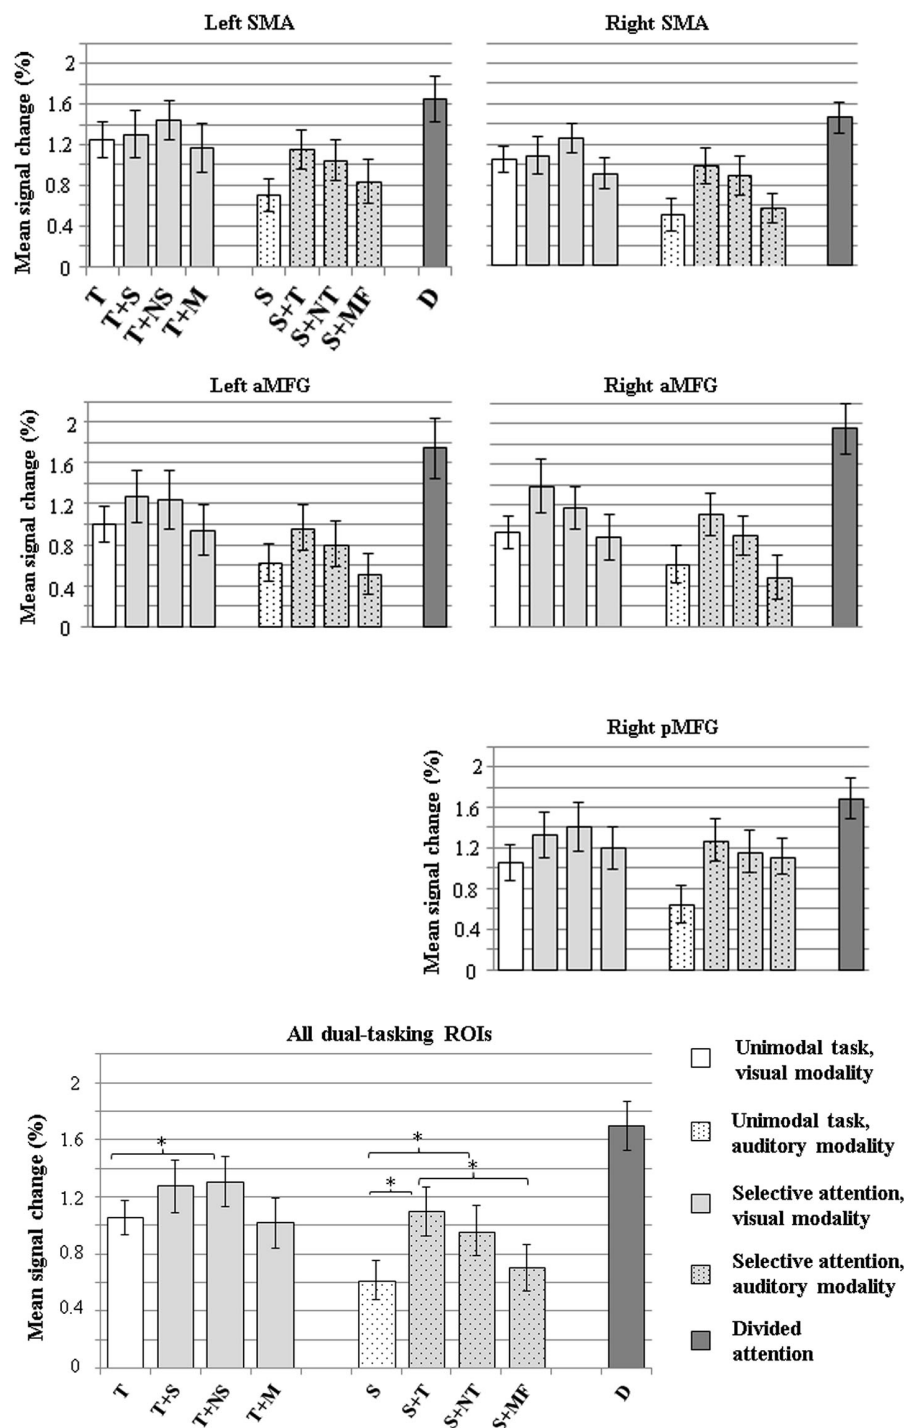 Left SMA
Right SMA
Mean signal change (%)
2
1.6
1.2
0.8
0.4
0
T
T+S
T+NS
T+M
S
S+T
S+NT
S+MF
D
Left aMFG
Right aMFG
Mean signal change (%)
2
1.6
1.2
0.8
0.4
0
Right pMFG
Mean signal change (%)
2
1.6
1.2
0.8
0.4
0
All dual-tasking ROIs
Mean signal change (%)
2
1.6
1.2
0.8
0.4
0
*
*
*
*
T
T+S
T+NS
T+M
S
S+T
S+NT
S+MF
D
Unimodal task,
visual modality
Unimodal task,
auditory modality
Selective attention,
visual modality
Selective attention,
auditory modality
Divided
attention